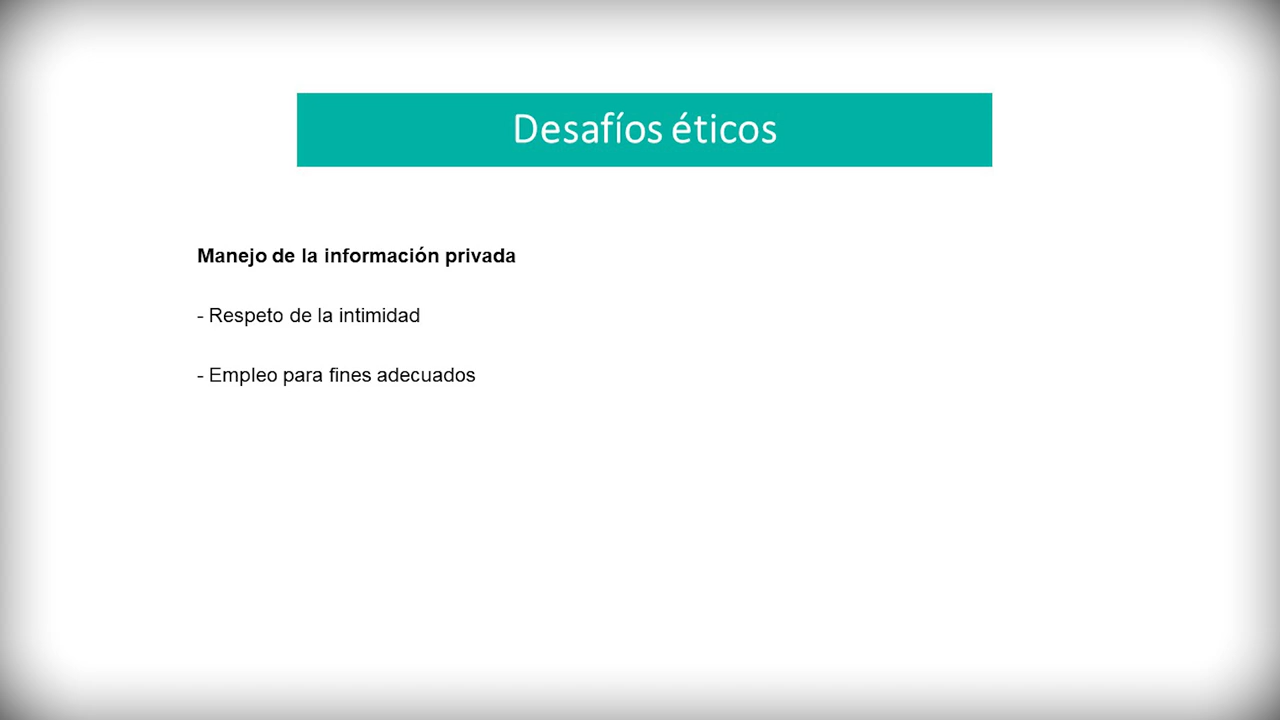 Desafíos éticos
Manejo de la información privada
- Respeto de la intimidad
- Empleo para fines adecuados